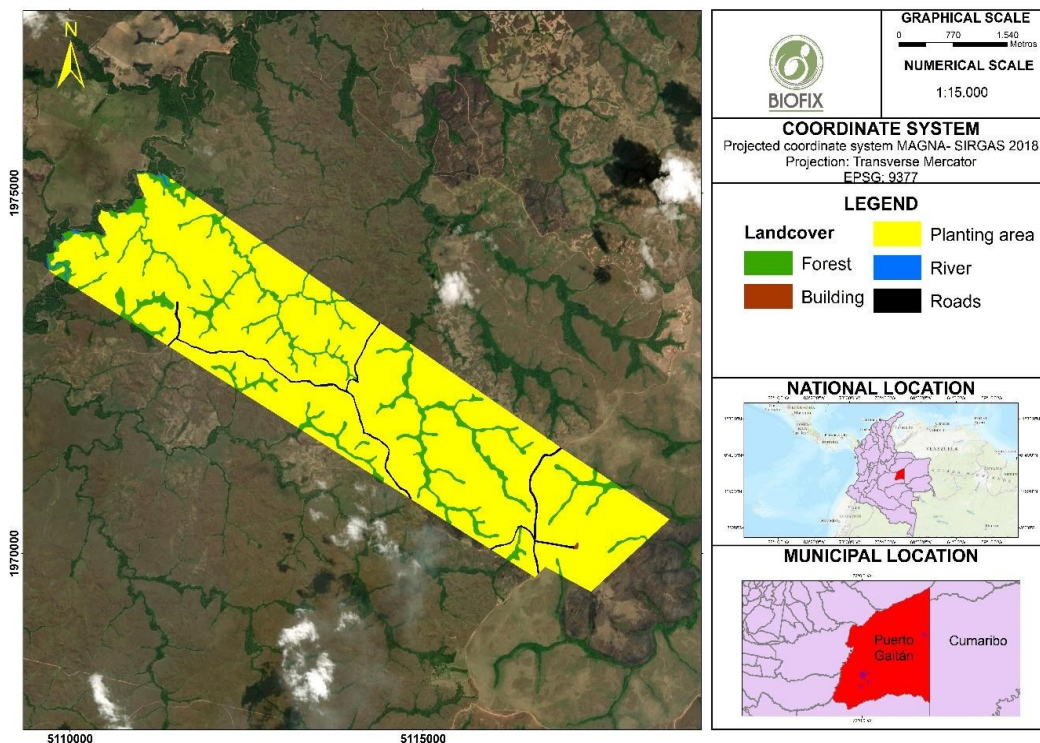 N
1975000
1970000
5110000
5115000
BIOFIX
GRAPHICAL SCALE
0 770 1.540
Metros
NUMERICAL SCALE
1:15.000
COORDINATE SYSTEM
Projected coordinate system MAGNA- SIRGAS 2018
Projection: Transverse Mercator
EPSG: 9377
LEGEND
Landcover
Forest
Building
Planting area
River
Roads
NATIONAL LOCATION
VENEZUELA
MUNICIPAL LOCATION
Puerto
Gaitán
Cumaribo